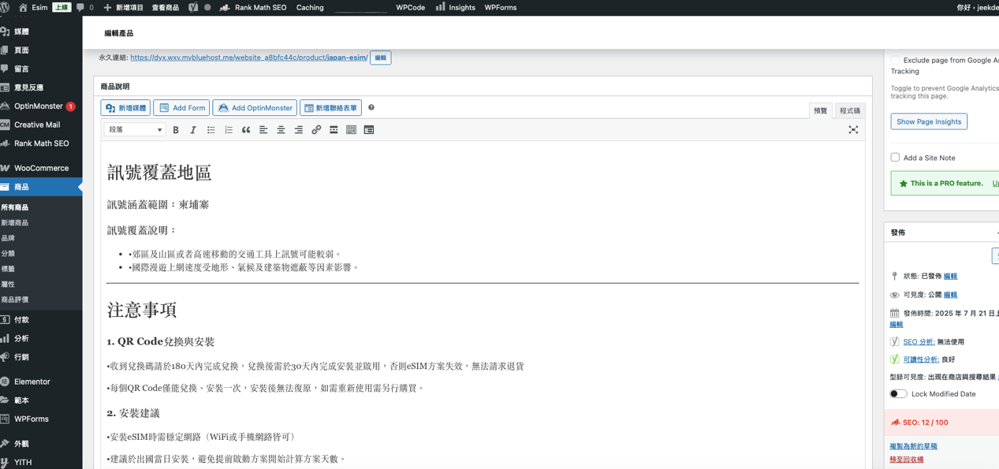 Esim 上線 0 新增項目 查看商品 Rank Math SEO Caching WPCode Insights WPForms 你好，jeekde
媒體
頁面
留言
意見反應
OptinMonster 1
CM Creative Mail
Rank Math SEO
WooCommerce
商品
所有商品
新增商品
品牌
分類
標籤
屬性
商品評價
付款
分析
行銷
Elementor
範本
WPForms
外觀
YITH
編輯產品
永久連結: https://dyx.wxv.mybluehost.me/website_a8bfc44c/product/japan-esim/ 編輯
商品說明
新增媒體 Add Form Add OptinMonster 新增聯絡表單
預覽 程式碼
段落
訊號覆蓋地區
訊號涵蓋範圍：柬埔寨
訊號覆蓋說明：
• •郊區及山區或者高速移動的交通工具上訊號可能較弱。
• •國際漫遊上網速度受地形、氣候及建築物遮蔽等因素影響。
注意事項
1. QR Code兌換與安裝
•收到兌換碼請於180天內完成兌換，兌換後需於30天內完成安裝並啟用，否則eSIM方案失效，無法請求退貨
•每個QR Code僅能兌換、安裝一次，安裝後無法復原，如需重新使用需另行購買。
2. 安裝建議
•安裝eSIM時需穩定網路（WiFi或手機網路皆可）
•建議於出國當日安裝，避免提前啟動方案開始計算方案天數。
Exclude page from Google An
Tracking
Toggle to prevent Google Analytics
tracking this page.
Show Page Insights
Add a Site Note
This is a PRO feature. Up
發佈
狀態: 已發佈 編輯
可見度: 公開 編輯
發佈時間: 2025 年 7 月 21 日上
編輯
SEO 分析: 無法使用
可讀性分析: 良好
型錄可見度: 出現在商店與搜尋結果
Lock Modified Date
SEO: 12 / 100
複製為新的草稿
移至回收桶